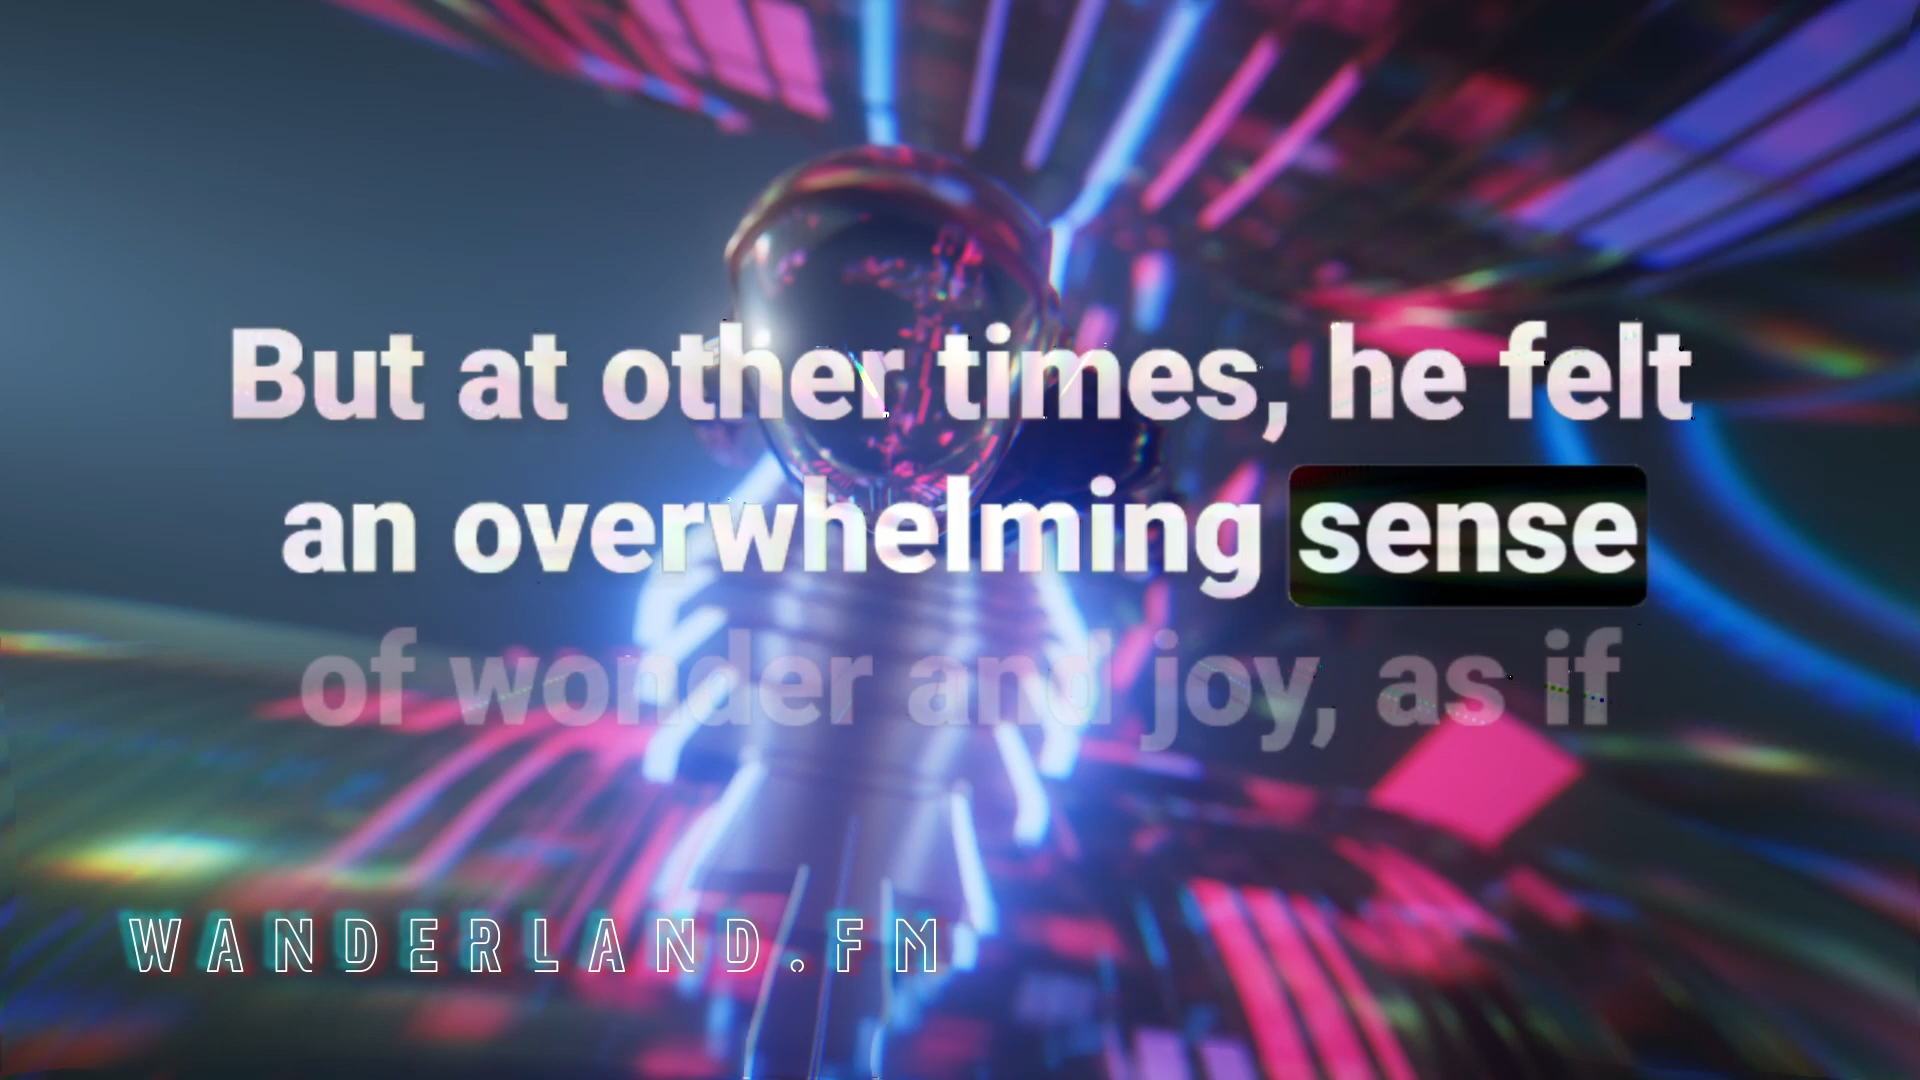 But at other times, he felt
an overwhelming sense
of wonder and joy, as if
WANDERLAND.FM